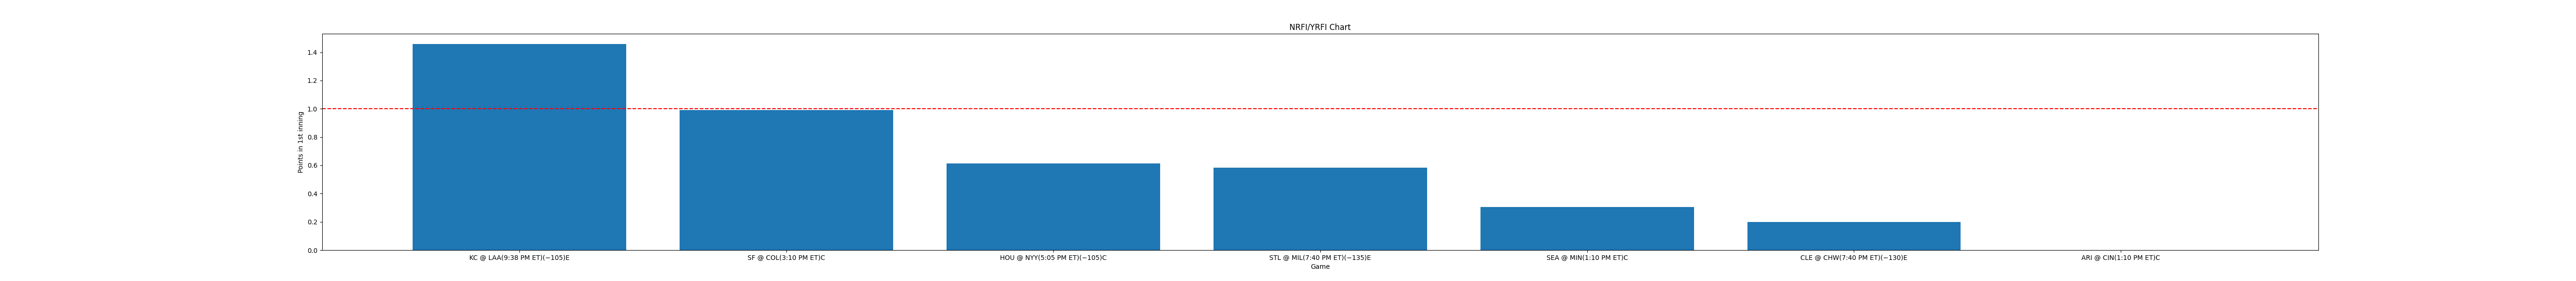 NRFI/YRFI Chart
Points in 1st inning
1.4
1.2
1.0
0.8
0.6
0.4
0.2
0.0
KC @ LAA(9:38 PM ET)(−105)E
SF @ COL(3:10 PM ET)C
HOU @ NYY(5:05 PM ET)(−105)C
STL @ MIL(7:40 PM ET)(−135)E
SEA @ MIN(1:10 PM ET)C
CLE @ CHW(7:40 PM ET)(−130)E
ARI @ CIN(1:10 PM ET)C
Game